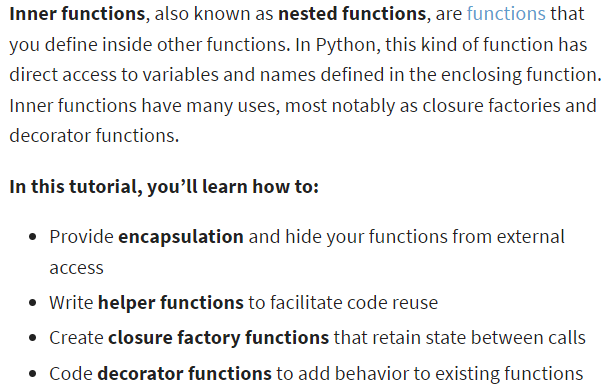 Inner functions, also known as nested functions, are functions that
you define inside other functions. In Python, this kind of function has
direct access to variables and names defined in the enclosing function.
Inner functions have many uses, most notably as closure factories and
decorator functions.
In this tutorial, you’ll learn how to:
• Provide encapsulation and hide your functions from external
access
• Write helper functions to facilitate code reuse
• Create closure factory functions that retain state between calls
• Code decorator functions to add behavior to existing functions